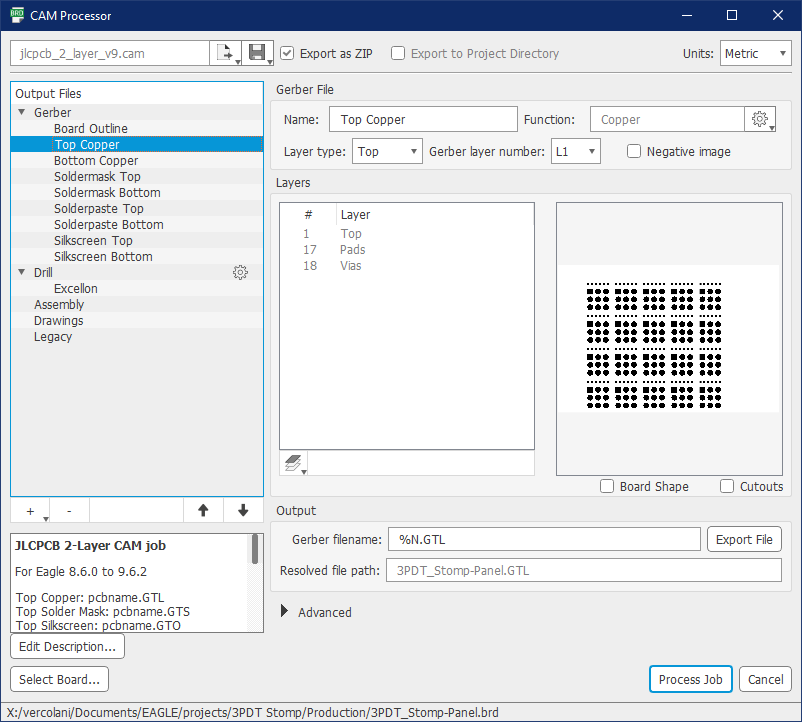 CAM Processor
jlcpcb_2_layer_v9.cam
Export as ZIP
Export to Project Directory
Units:
Metric
Output Files
Gerber
Board Outline
Top Copper
Bottom Copper
Soldermask Top
Soldermask Bottom
Solderpaste Top
Solderpaste Bottom
Silkscreen Top
Silkscreen Bottom
Drill
Excellon
Assembly
Drawings
Legacy
+
-
JLCPCB 2-Layer CAM job
For Eagle 8.6.0 to 9.6.2
Top Copper: pcbname.GTL
Top Solder Mask: pcbname.GTS
Top Silkscreen: pcbname.GTO
Edit Description...
Select Board...
Gerber File
Name: Top Copper
Function: Copper
Layer type: Top
Gerber layer number: L1
Negative image
Layers
# Layer
1 Top
17 Pads
18 Vias
Board Shape
Cutouts
Output
Gerber filename: %N.GTL
Export File
Resolved file path: 3PDT_Stomp-Panel.GTL
Advanced
Process Job
Cancel
X:/vercolani/Documents/EAGLE/projects/3PDT Stomp/Production/3PDT_Stomp-Panel.brd